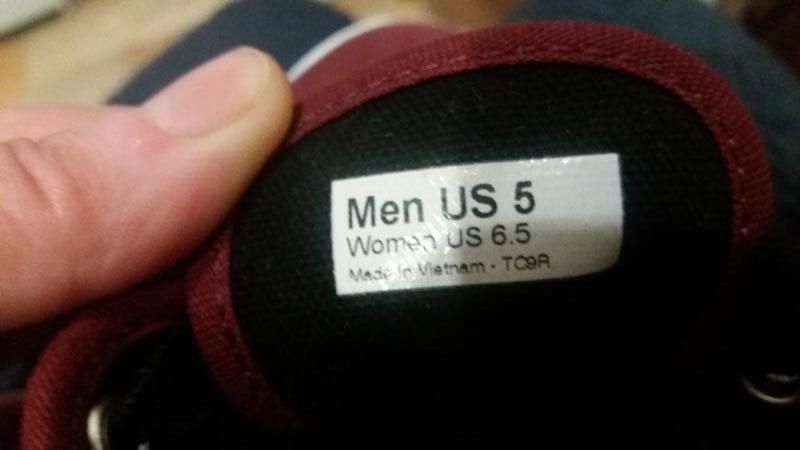 Men US 5
Women US 6.5
Made in Vietnam - TC9R